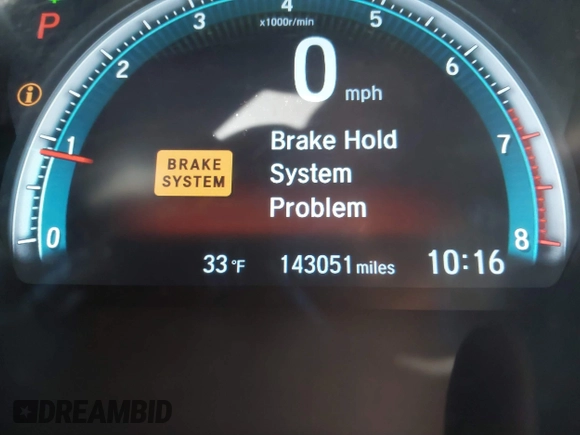 P
4
x1000r/min
3
5
2
6
0 mph
i
1
7
BRAKE
SYSTEM
Brake Hold
System
Problem
0
8
33°F
143051 miles
10:16
DREAMBID